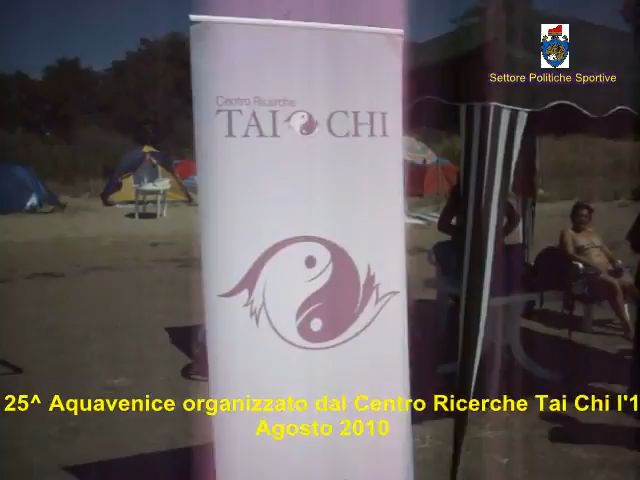 Settore Politiche Sportive
Centro Ricerche
TAI CHI
25^ Aquavenice organizzato dal Centro Ricerche Tai Chi l'1
Agosto 2010